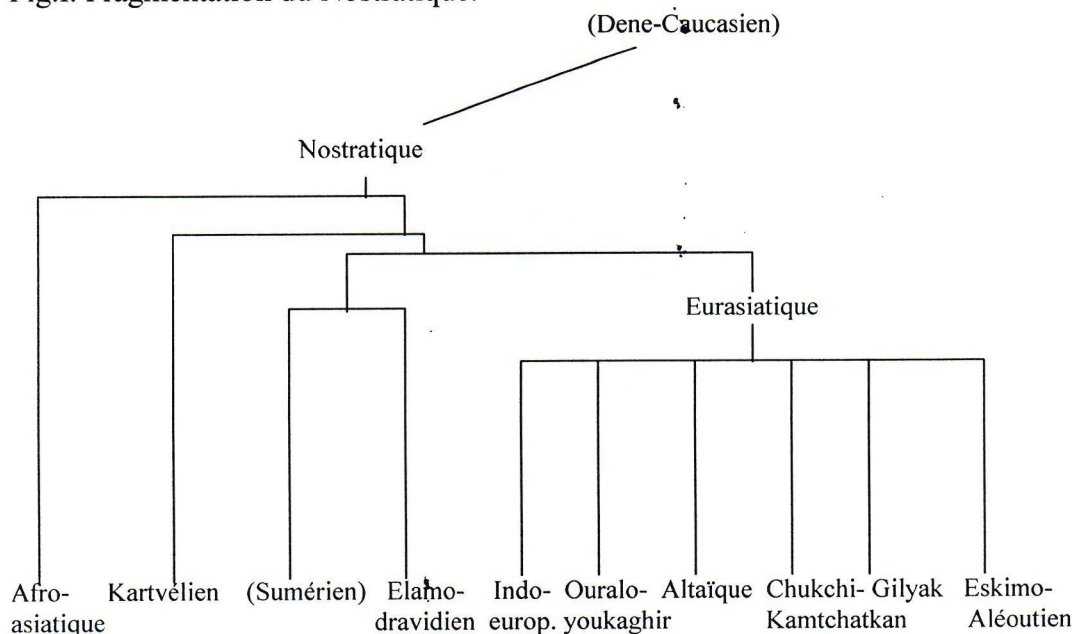 Fig.1. Fragmentation du Nostratique.
(Dene-Caucasien)
Nostratique
Eurasiatique
Afro- Kartvélien (Sumérien) Elamo- Indo- Ouralo- Altaïque Chukchi- Gilyak Eskimo-
asiatique dravidien europ. youkaghir Kamtchatkan Aléoutien